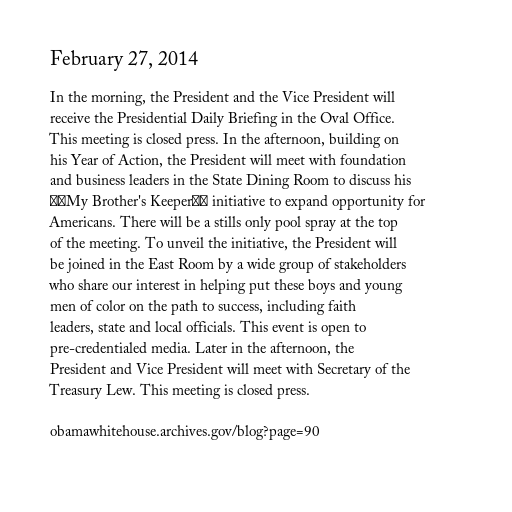 February 27, 2014
In the morning, the President and the Vice President will
receive the Presidential Daily Briefing in the Oval Office.
This meeting is closed press. In the afternoon, building on
his Year of Action, the President will meet with foundation
and business leaders in the State Dining Room to discuss his
My Brother's Keeper initiative to expand opportunity for
Americans. There will be a stills only pool spray at the top
of the meeting. To unveil the initiative, the President will
be joined in the East Room by a wide group of stakeholders
who share our interest in helping put these boys and young
men of color on the path to success, including faith
leaders, state and local officials. This event is open to
pre-credentialed media. Later in the afternoon, the
President and Vice President will meet with Secretary of the
Treasury Lew. This meeting is closed press.
obamawhitehouse.archives.gov/blog?page=90